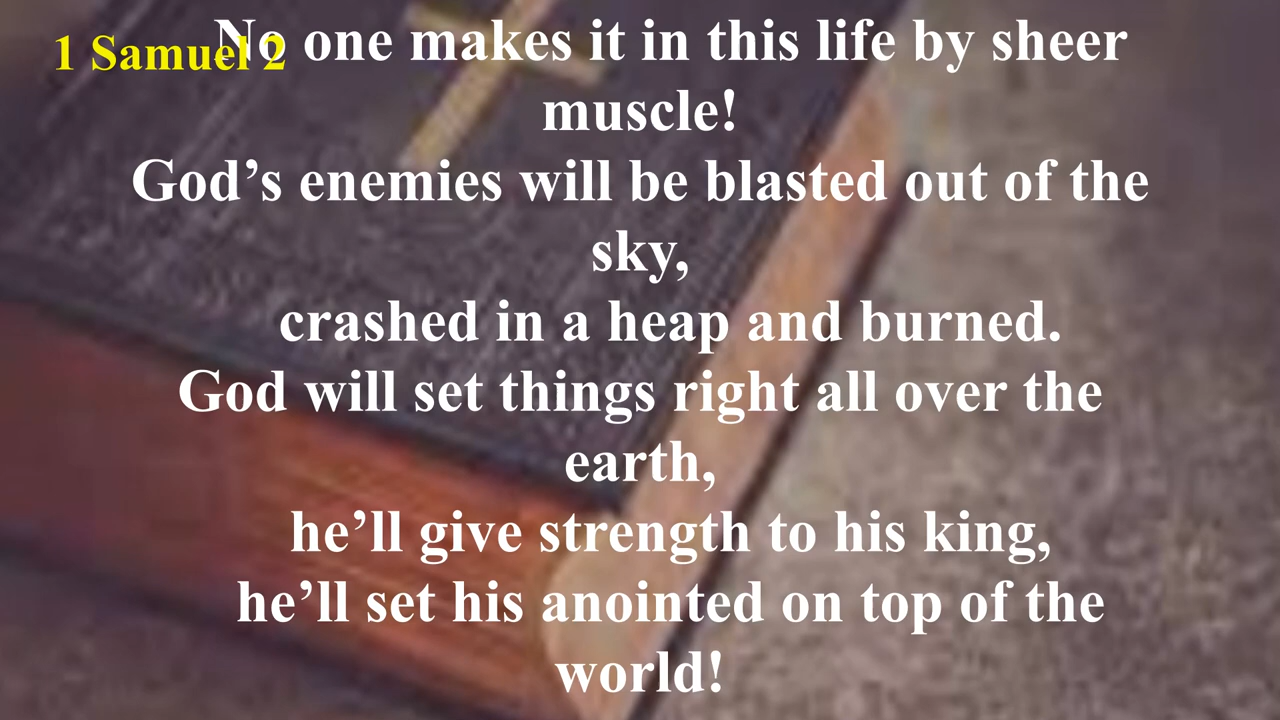 1 Samuel 2
No one makes it in this life by sheer
muscle!
God’s enemies will be blasted out of the
sky,
crashed in a heap and burned.
God will set things right all over the
earth,
he’ll give strength to his king,
he’ll set his anointed on top of the
world!